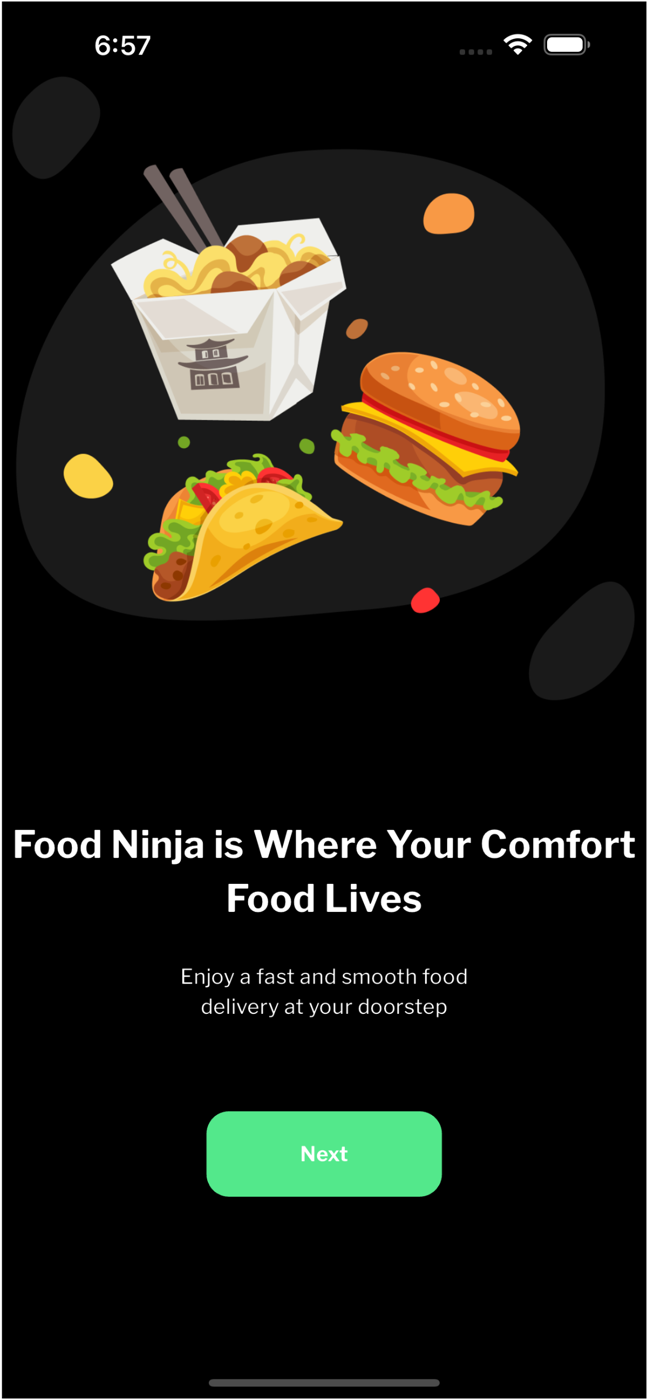 6:57
Food Ninja is Where Your Comfort
Food Lives
Enjoy a fast and smooth food
delivery at your doorstep
Next